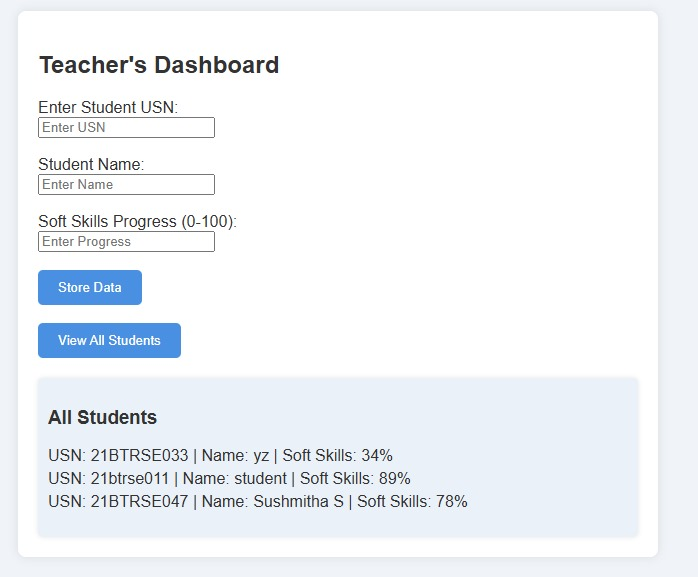 Teacher's Dashboard
Enter Student USN:
Enter USN
Student Name:
Enter Name
Soft Skills Progress (0-100):
Enter Progress
Store Data
View All Students
All Students
USN: 21BTRSE033 | Name: yz | Soft Skills: 34%
USN: 21btrse011 | Name: student | Soft Skills: 89%
USN: 21BTRSE047 | Name: Sushmitha S | Soft Skills: 78%